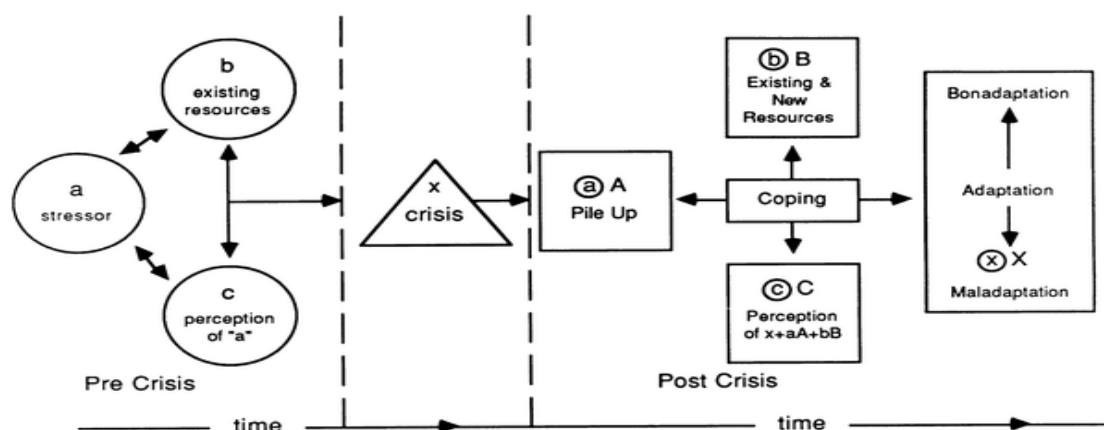 b
existing
resources
a
stressor
c
perception
of "a"
Pre Crisis
x
crisis
a A
Pile Up
b B
Existing &
New
Resources
Coping
c C
Perception
of x+aA+bB
Bonadaptation
Adaptation
x X
Maladaptation
Post Crisis
time
time